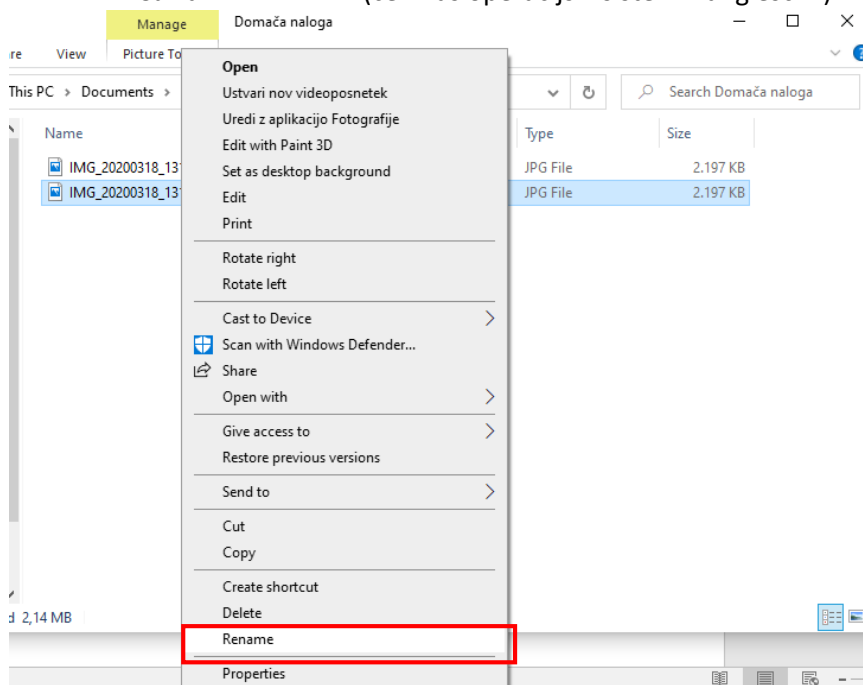 Manage Domača naloga
View Picture To
This PC > Documents > Search Domača naloga
Name Type Size
IMG_20200318_13 JPG File 2.197 KB
IMG_20200318_13 JPG File 2.197 KB
Open
Ustvari nov videoposnetek
Uredi z aplikacijo Fotografije
Edit with Paint 3D
Set as desktop background
Edit
Print
Rotate right
Rotate left
Cast to Device
Scan with Windows Defender...
Share
Open with
Give access to
Restore previous versions
Send to
Cut
Copy
Create shortcut
Delete
2,14 MB
Rename
Properties